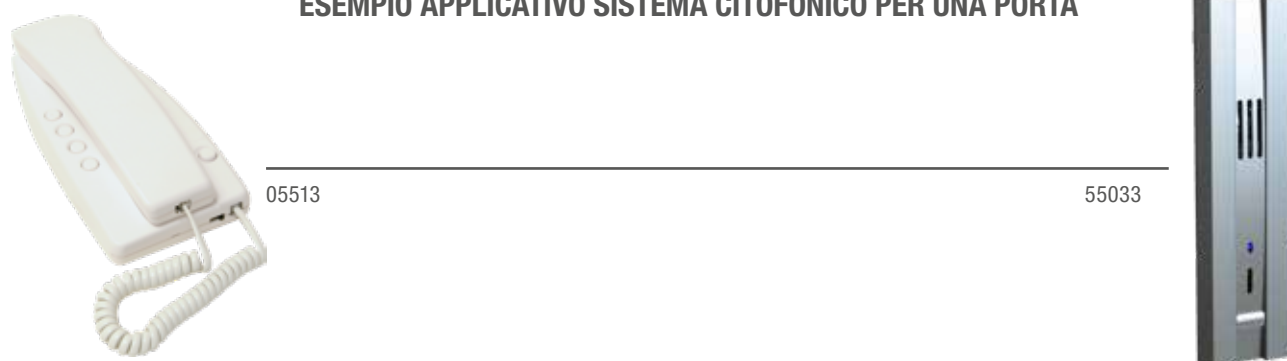 ESEMPIO APPLICATIVO SISTEMA CITOFONICO PER UNA PORTA
05513
55033